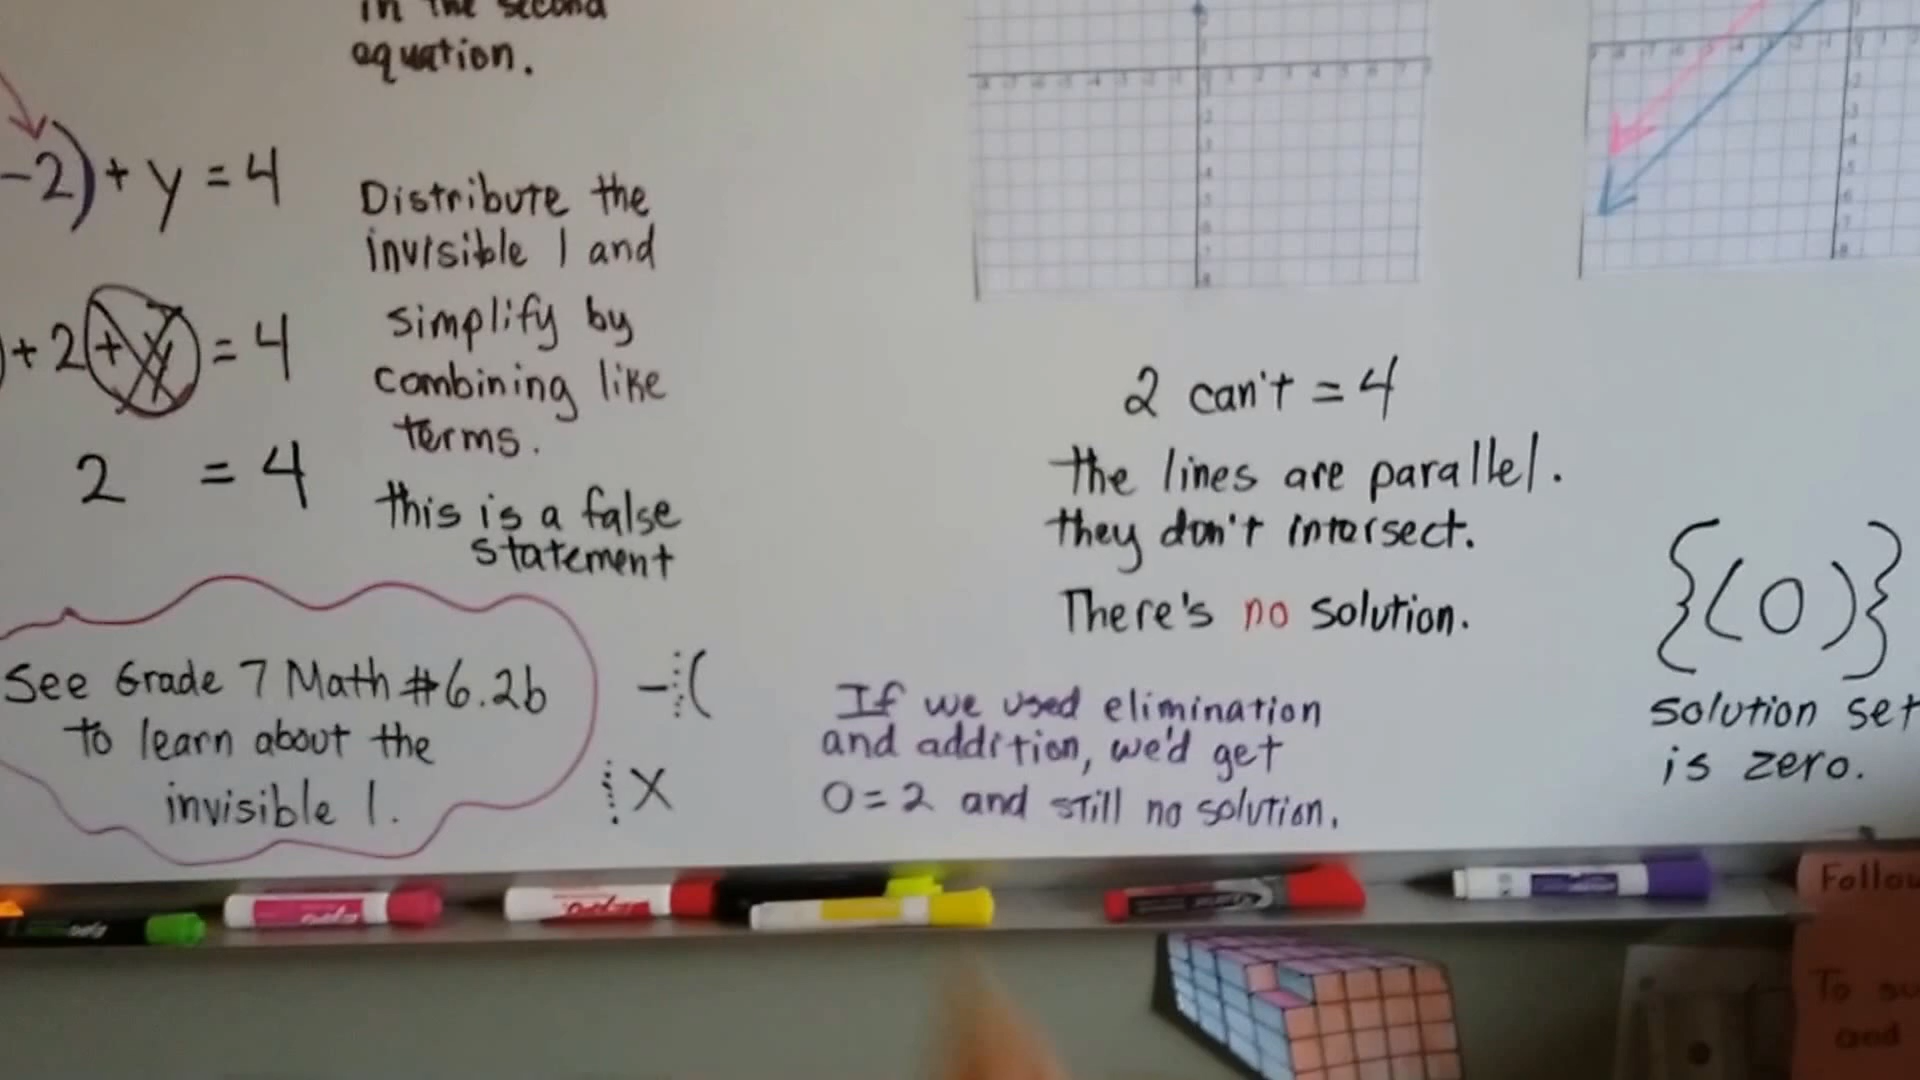 in the second
equation.
-2) + y = 4
Distribute the
invisible 1 and
) + 2 + y = 4
simplify by
combining like
terms.
2 = 4
this is a false
statement
See Grade 7 Math #6.2b
to learn about the
invisible 1.
-(
x
2 can't = 4
the lines are parallel.
they don't intersect.
There's no solution.
If we used elimination
and addition, we'd get
0=2 and still no solution.
{(0)}
solution set
is zero.
Follow
To su
and